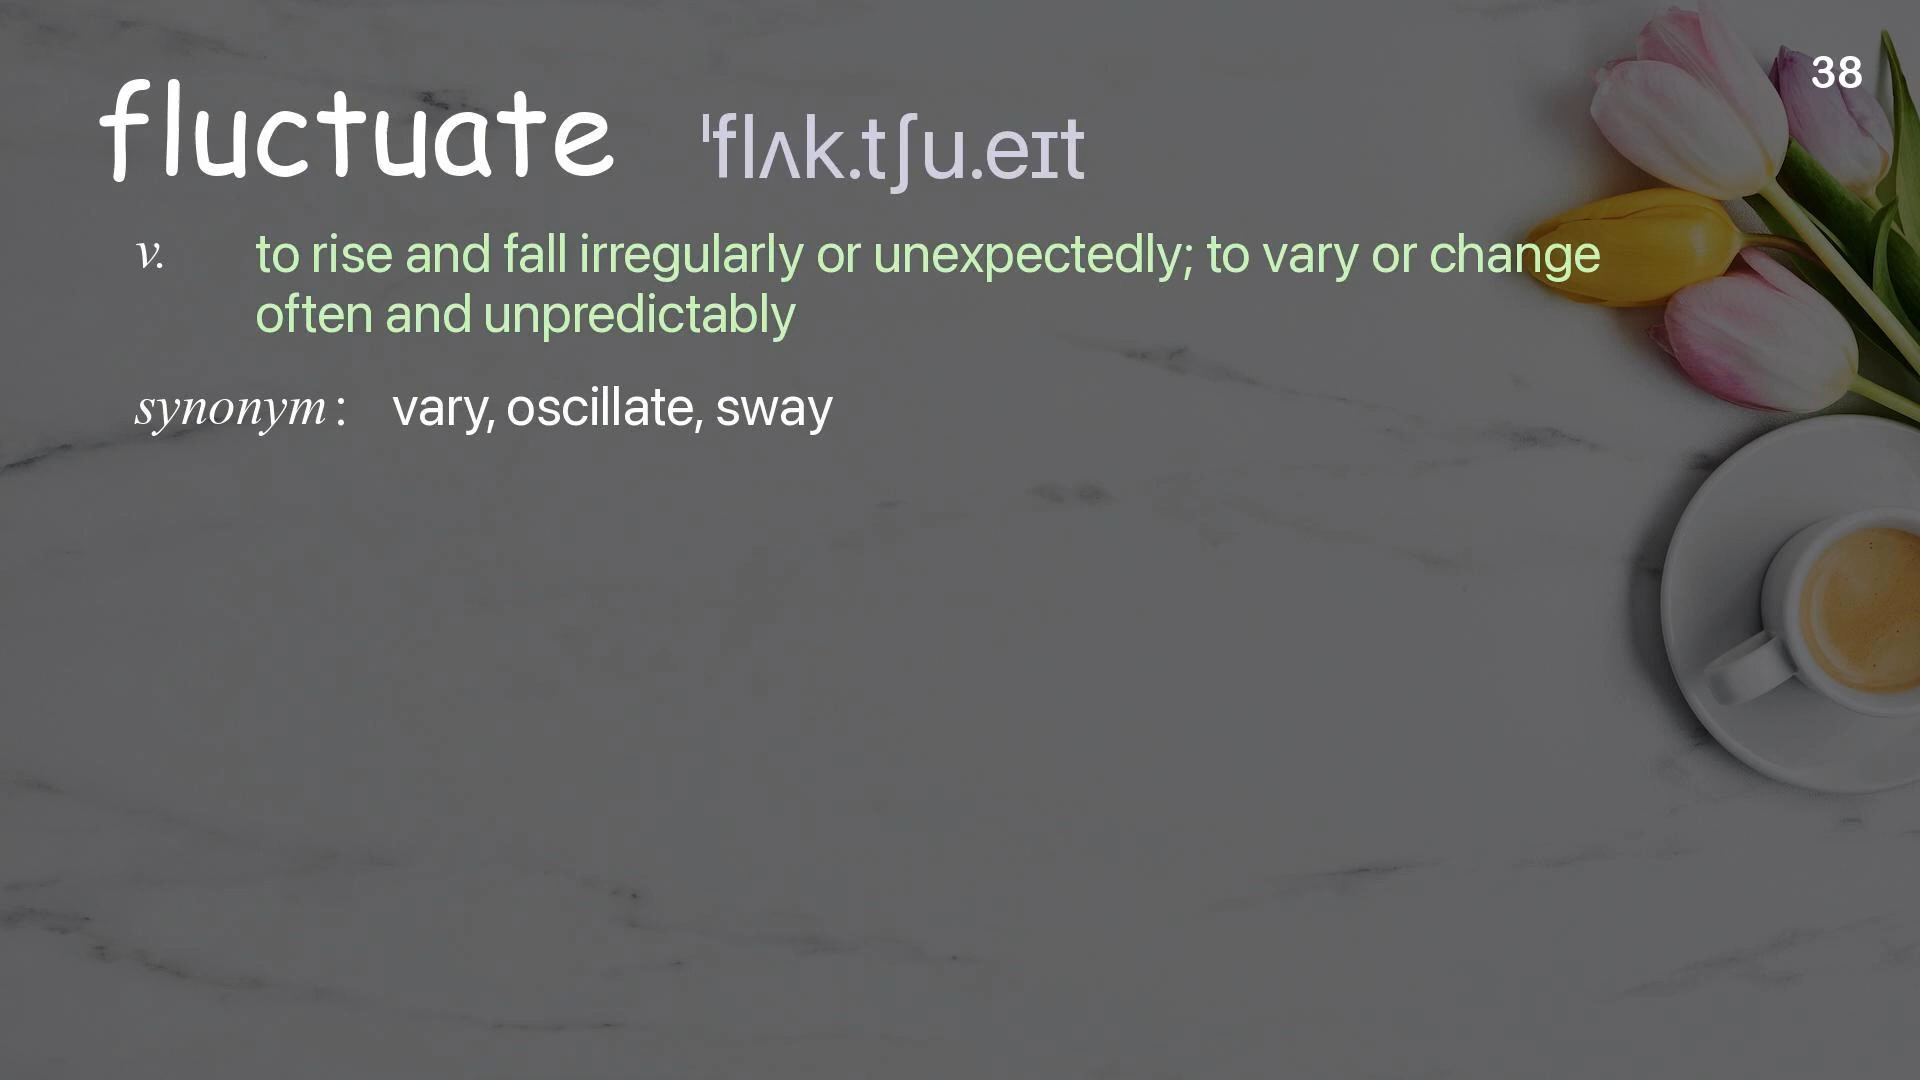 38
fluctuate ˈflʌk.tʃu.eɪt
v. to rise and fall irregularly or unexpectedly; to vary or change
often and unpredictably
synonym: vary, oscillate, sway